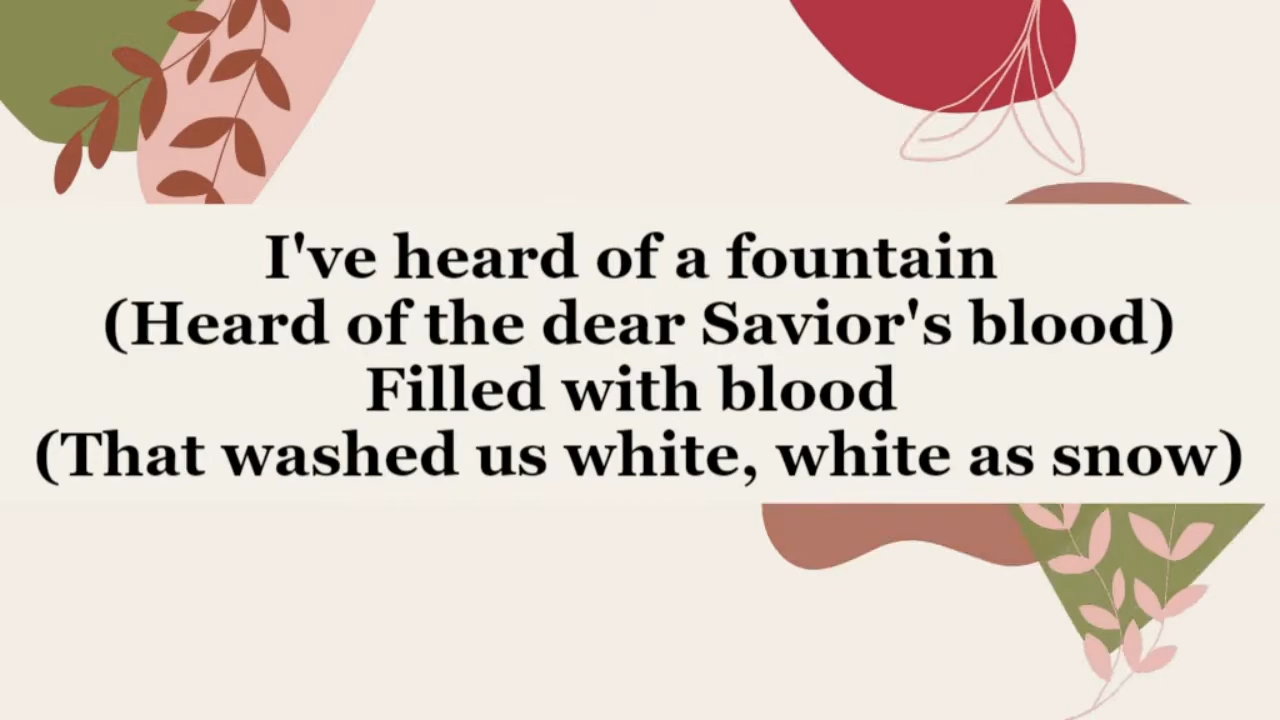 I've heard of a fountain
(Heard of the dear Savior's blood)
Filled with blood
(That washed us white, white as snow)